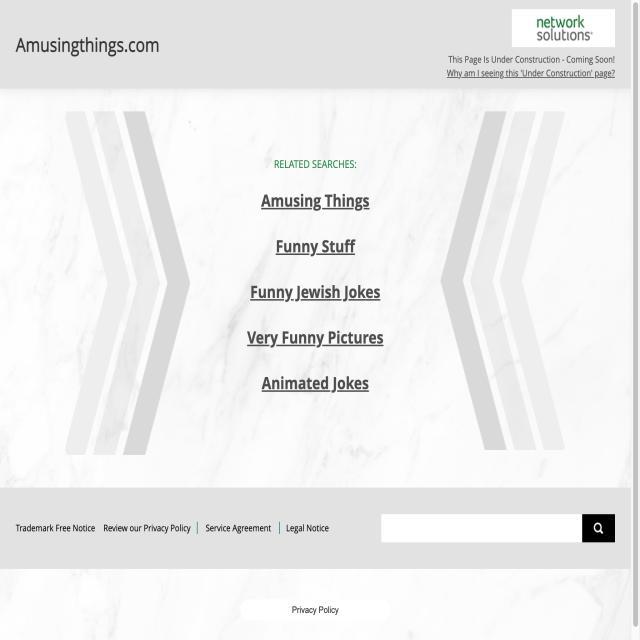 Amusingthings.com
network
solutions®
This Page Is Under Construction - Coming Soon!
Why am I seeing this 'Under Construction' page?
RELATED SEARCHES:
Amusing Things
Funny Stuff
Funny Jewish Jokes
Very Funny Pictures
Animated Jokes
Trademark Free Notice Review our Privacy Policy | Service Agreement | Legal Notice
Privacy Policy